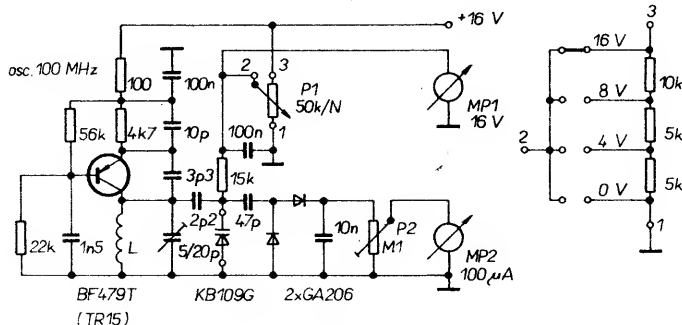 +16 V
osc. 100 MHz
100
100n
2
3
P1
50k/N
1
MP1
16 V
56k
4k7
10p
100n
3p3
15k
2p2
47p
22k
1n5
L
5/20p
10n
P2
M1
MP2
100 µA
BF479T
(TR15)
KB109G
2xGA206
3
16 V
10k
8 V
5k
2
4 V
5k
0 V
1